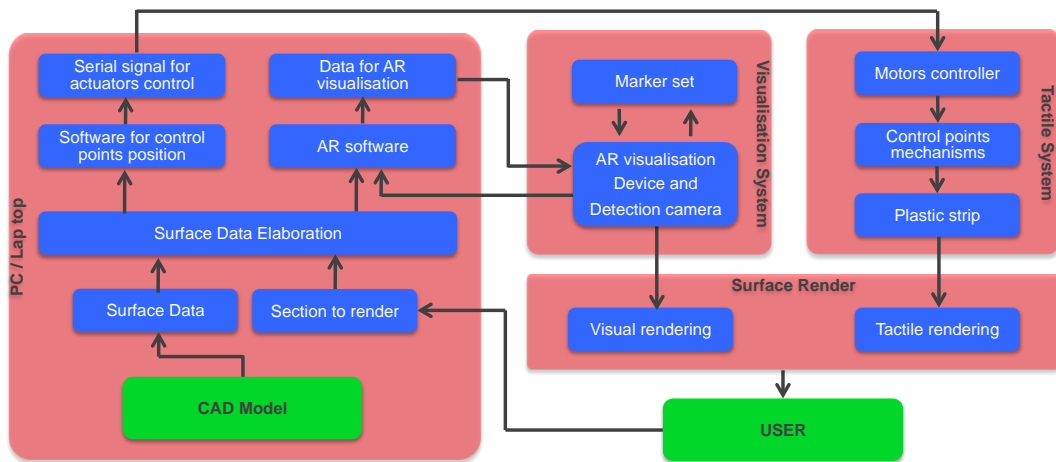 PC / Lap top
Serial signal for
actuators control
Data for AR
visualisation
Software for control
points position
AR software
Surface Data Elaboration
Surface Data
Section to render
CAD Model
Visualisation System
Marker set
AR visualisation
Device and
Detection camera
Tactile System
Motors controller
Control points
mechanisms
Plastic strip
Surface Render
Visual rendering
Tactile rendering
USER